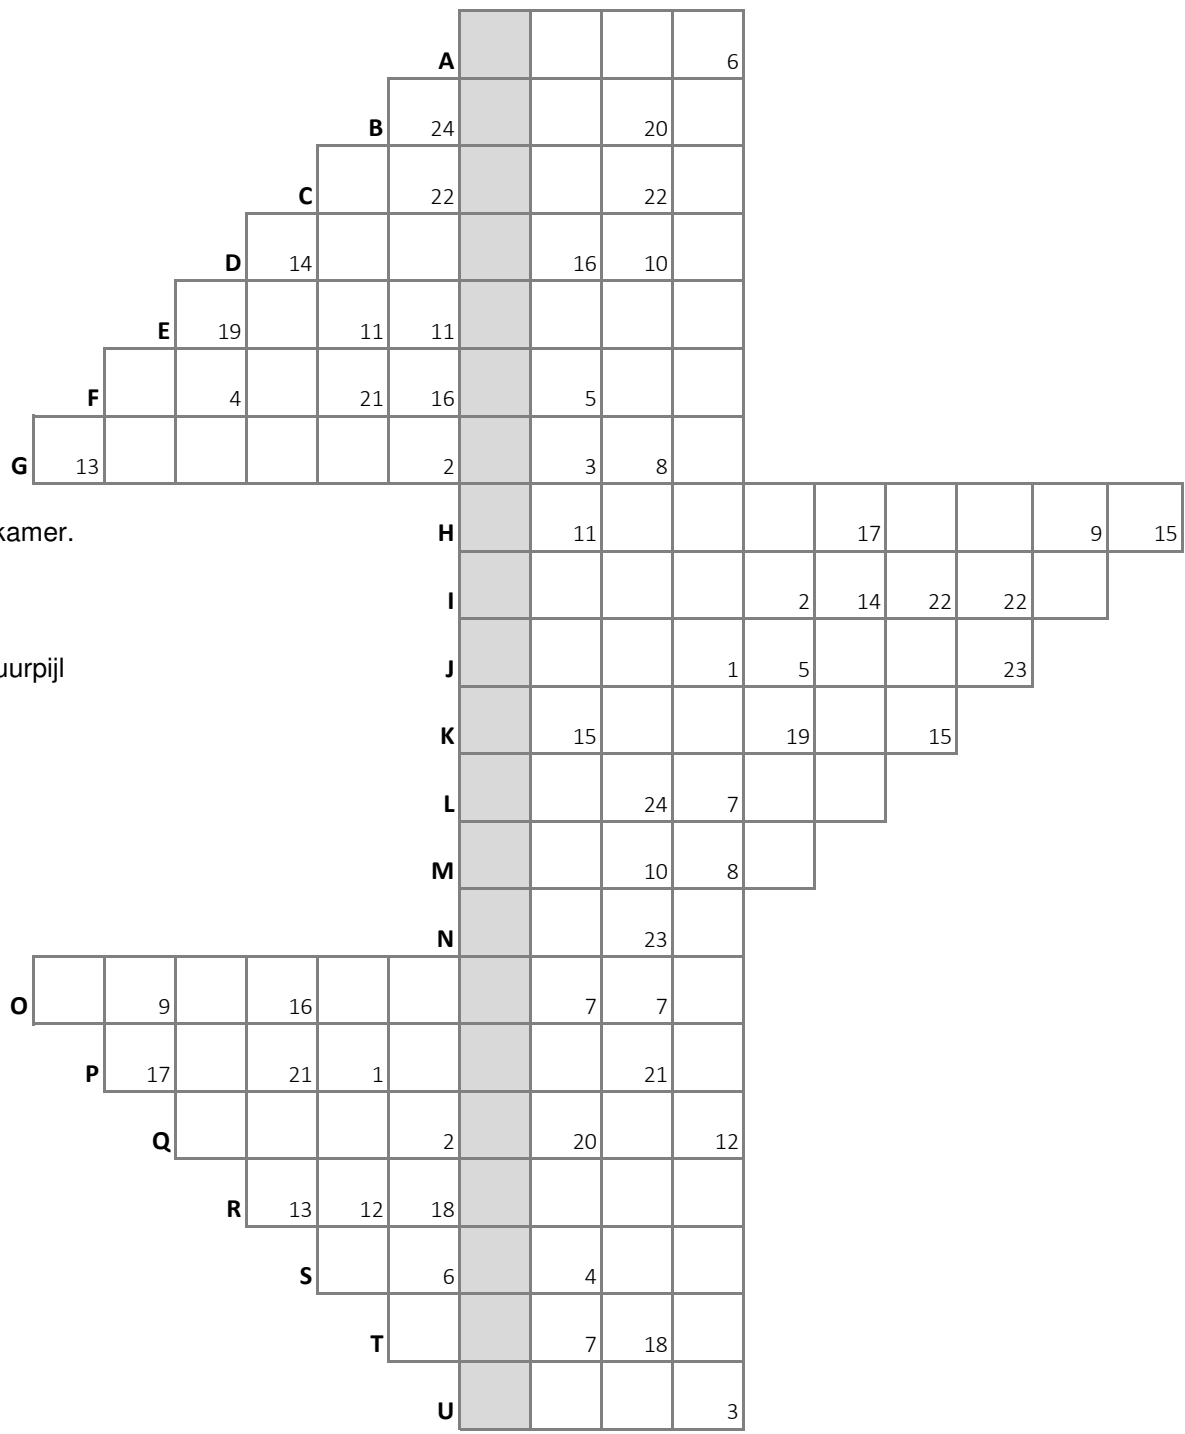 A 6
B 24 20
C 22 22
D 14 16 10
E 19 11 11
F 4 21 16 5
G 13 2 3 8
kamer. H 11 17 9 15
I 2 14 22 22
uurpijl J 1 5 23
K 15 19 15
L 24 7
M 10 8
N 23
O 9 16 7 7
P 17 21 1 21
Q 2 20 12
R 13 12 18
S 6 4
T 7 18
U 3